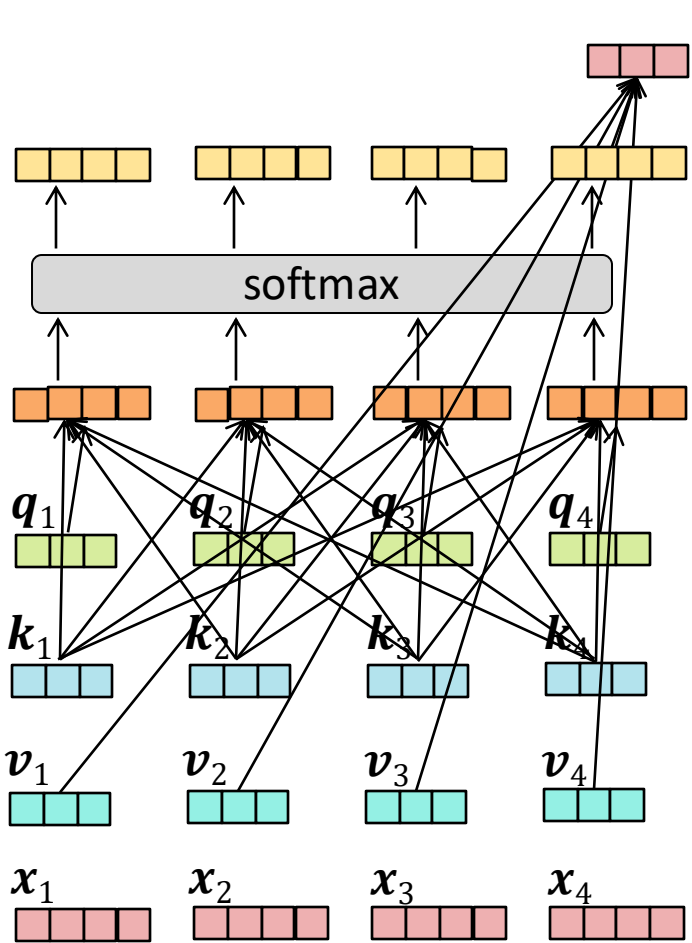 softmax
q₁ q₂ q₃ q₄
k₁ k₂ k₃ k₄
v₁ v₂ v₃ v₄
x₁ x₂ x₃ x₄